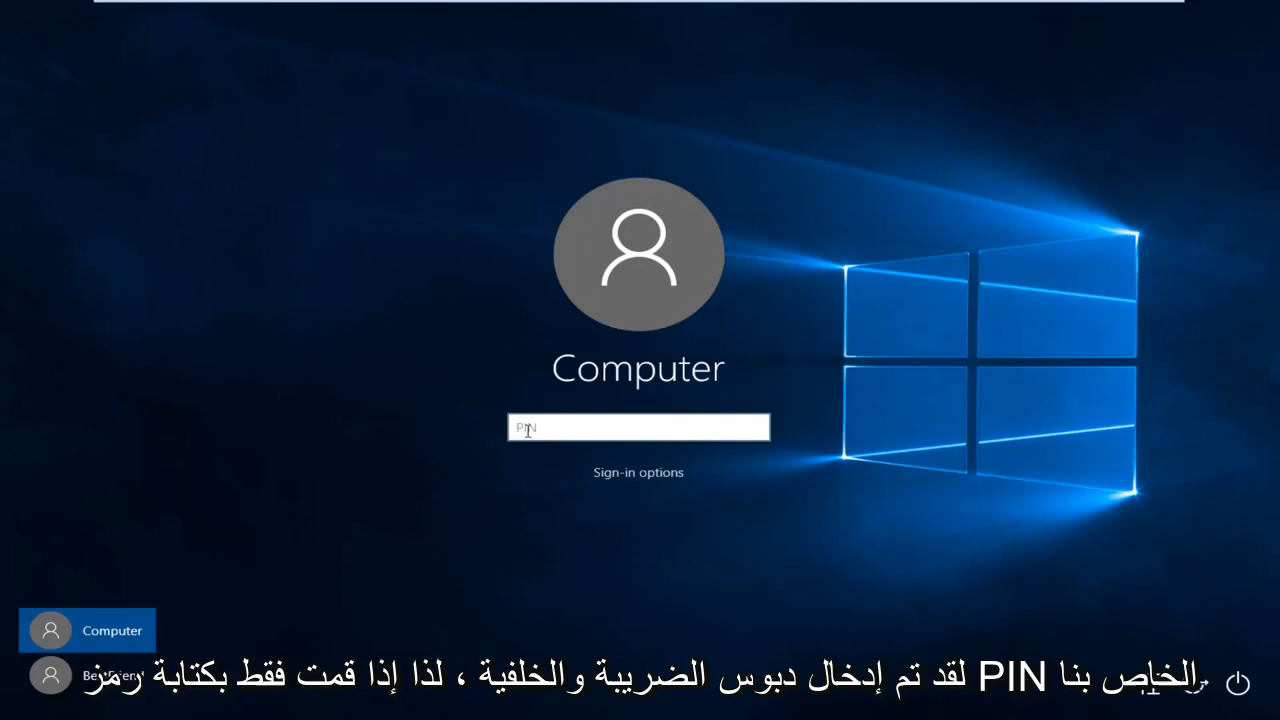 Computer
PIN
Sign-in options
Computer
لقد تم إدخال دبوس الضريبة والخلفية ، لذا إذا قمت فقط بكتابة رمز PIN الخاص بنا